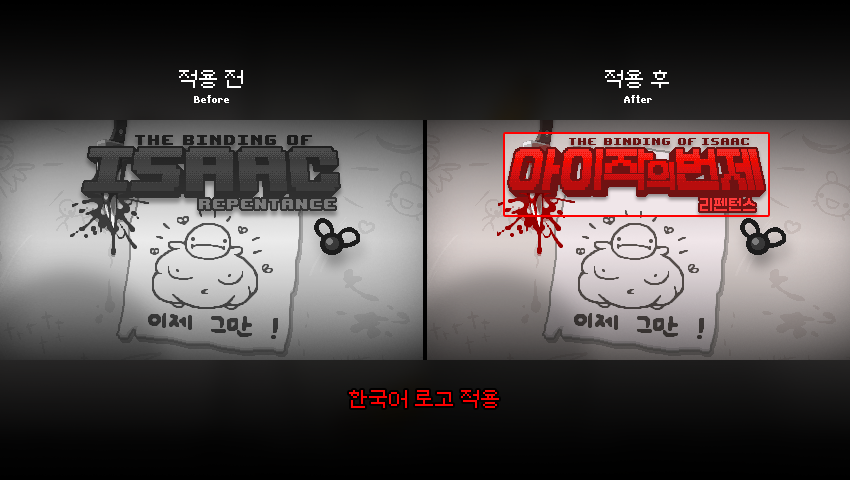 적용 전
Before
적용 후
After
THE BINDING OF
ISAAC
REPENTANCE
이제 그만 !
THE BINDING OF ISAAC
아이작의번제
리펜턴스
이제 그만 !
한국어 로고 적용